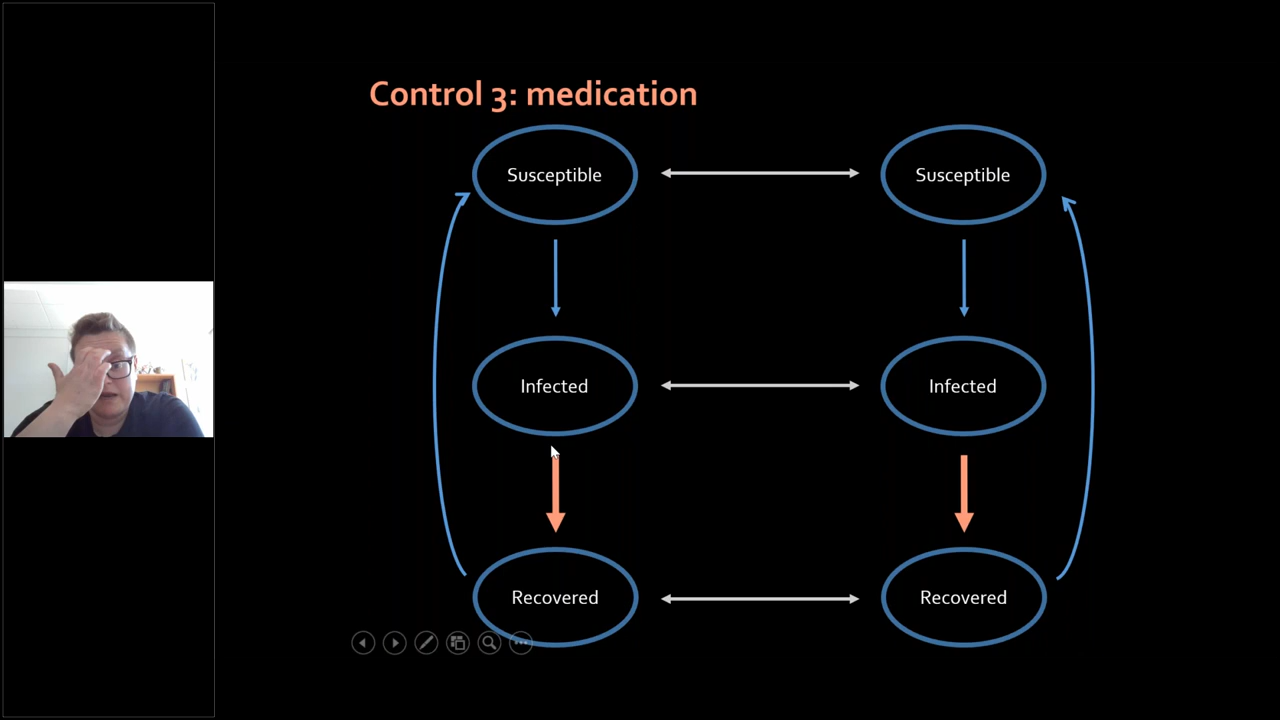 Control 3: medication
Susceptible
Susceptible
Infected
Infected
Recovered
Recovered